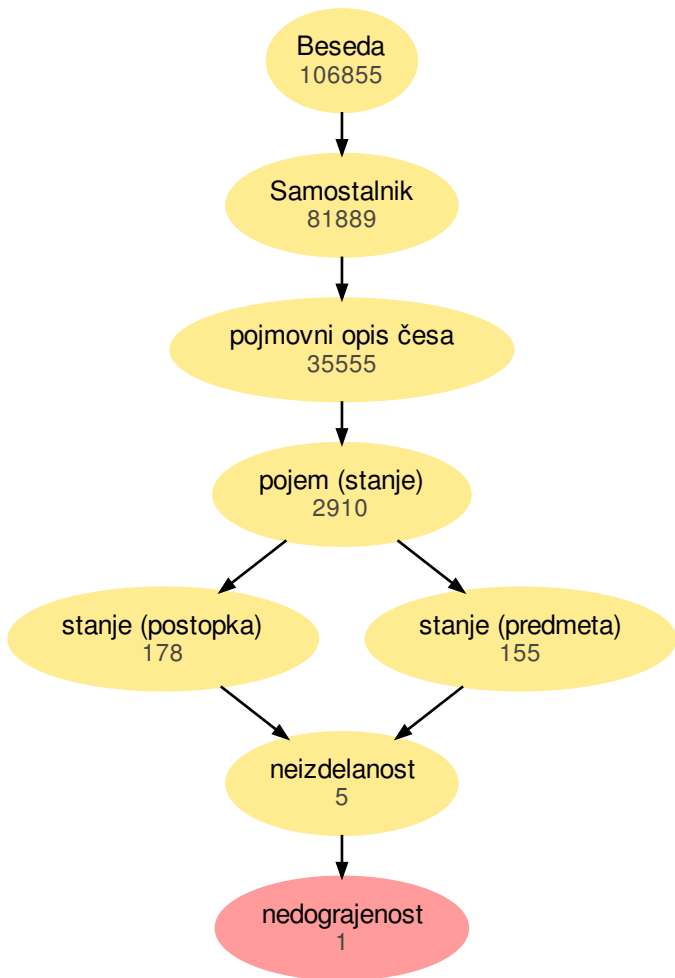 Beseda
106855
Samostalnik
81889
pojmovni opis česa
35555
pojem (stanje)
2910
stanje (postopka)
178
stanje (predmeta)
155
neizdelanost
5
nedograjenost
1